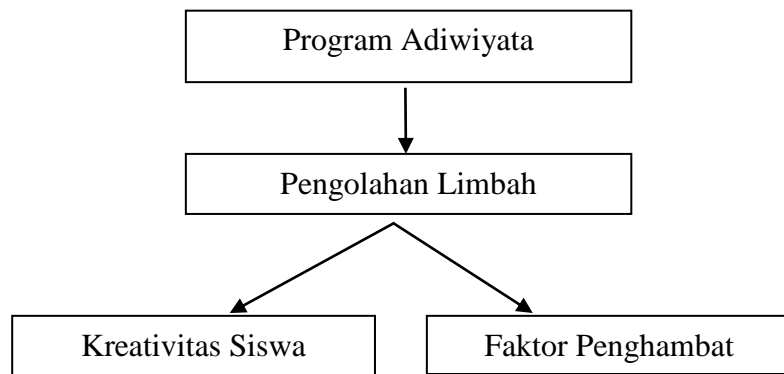 Program Adiwiyata
Pengolahan Limbah
Kreativitas Siswa
Faktor Penghambat